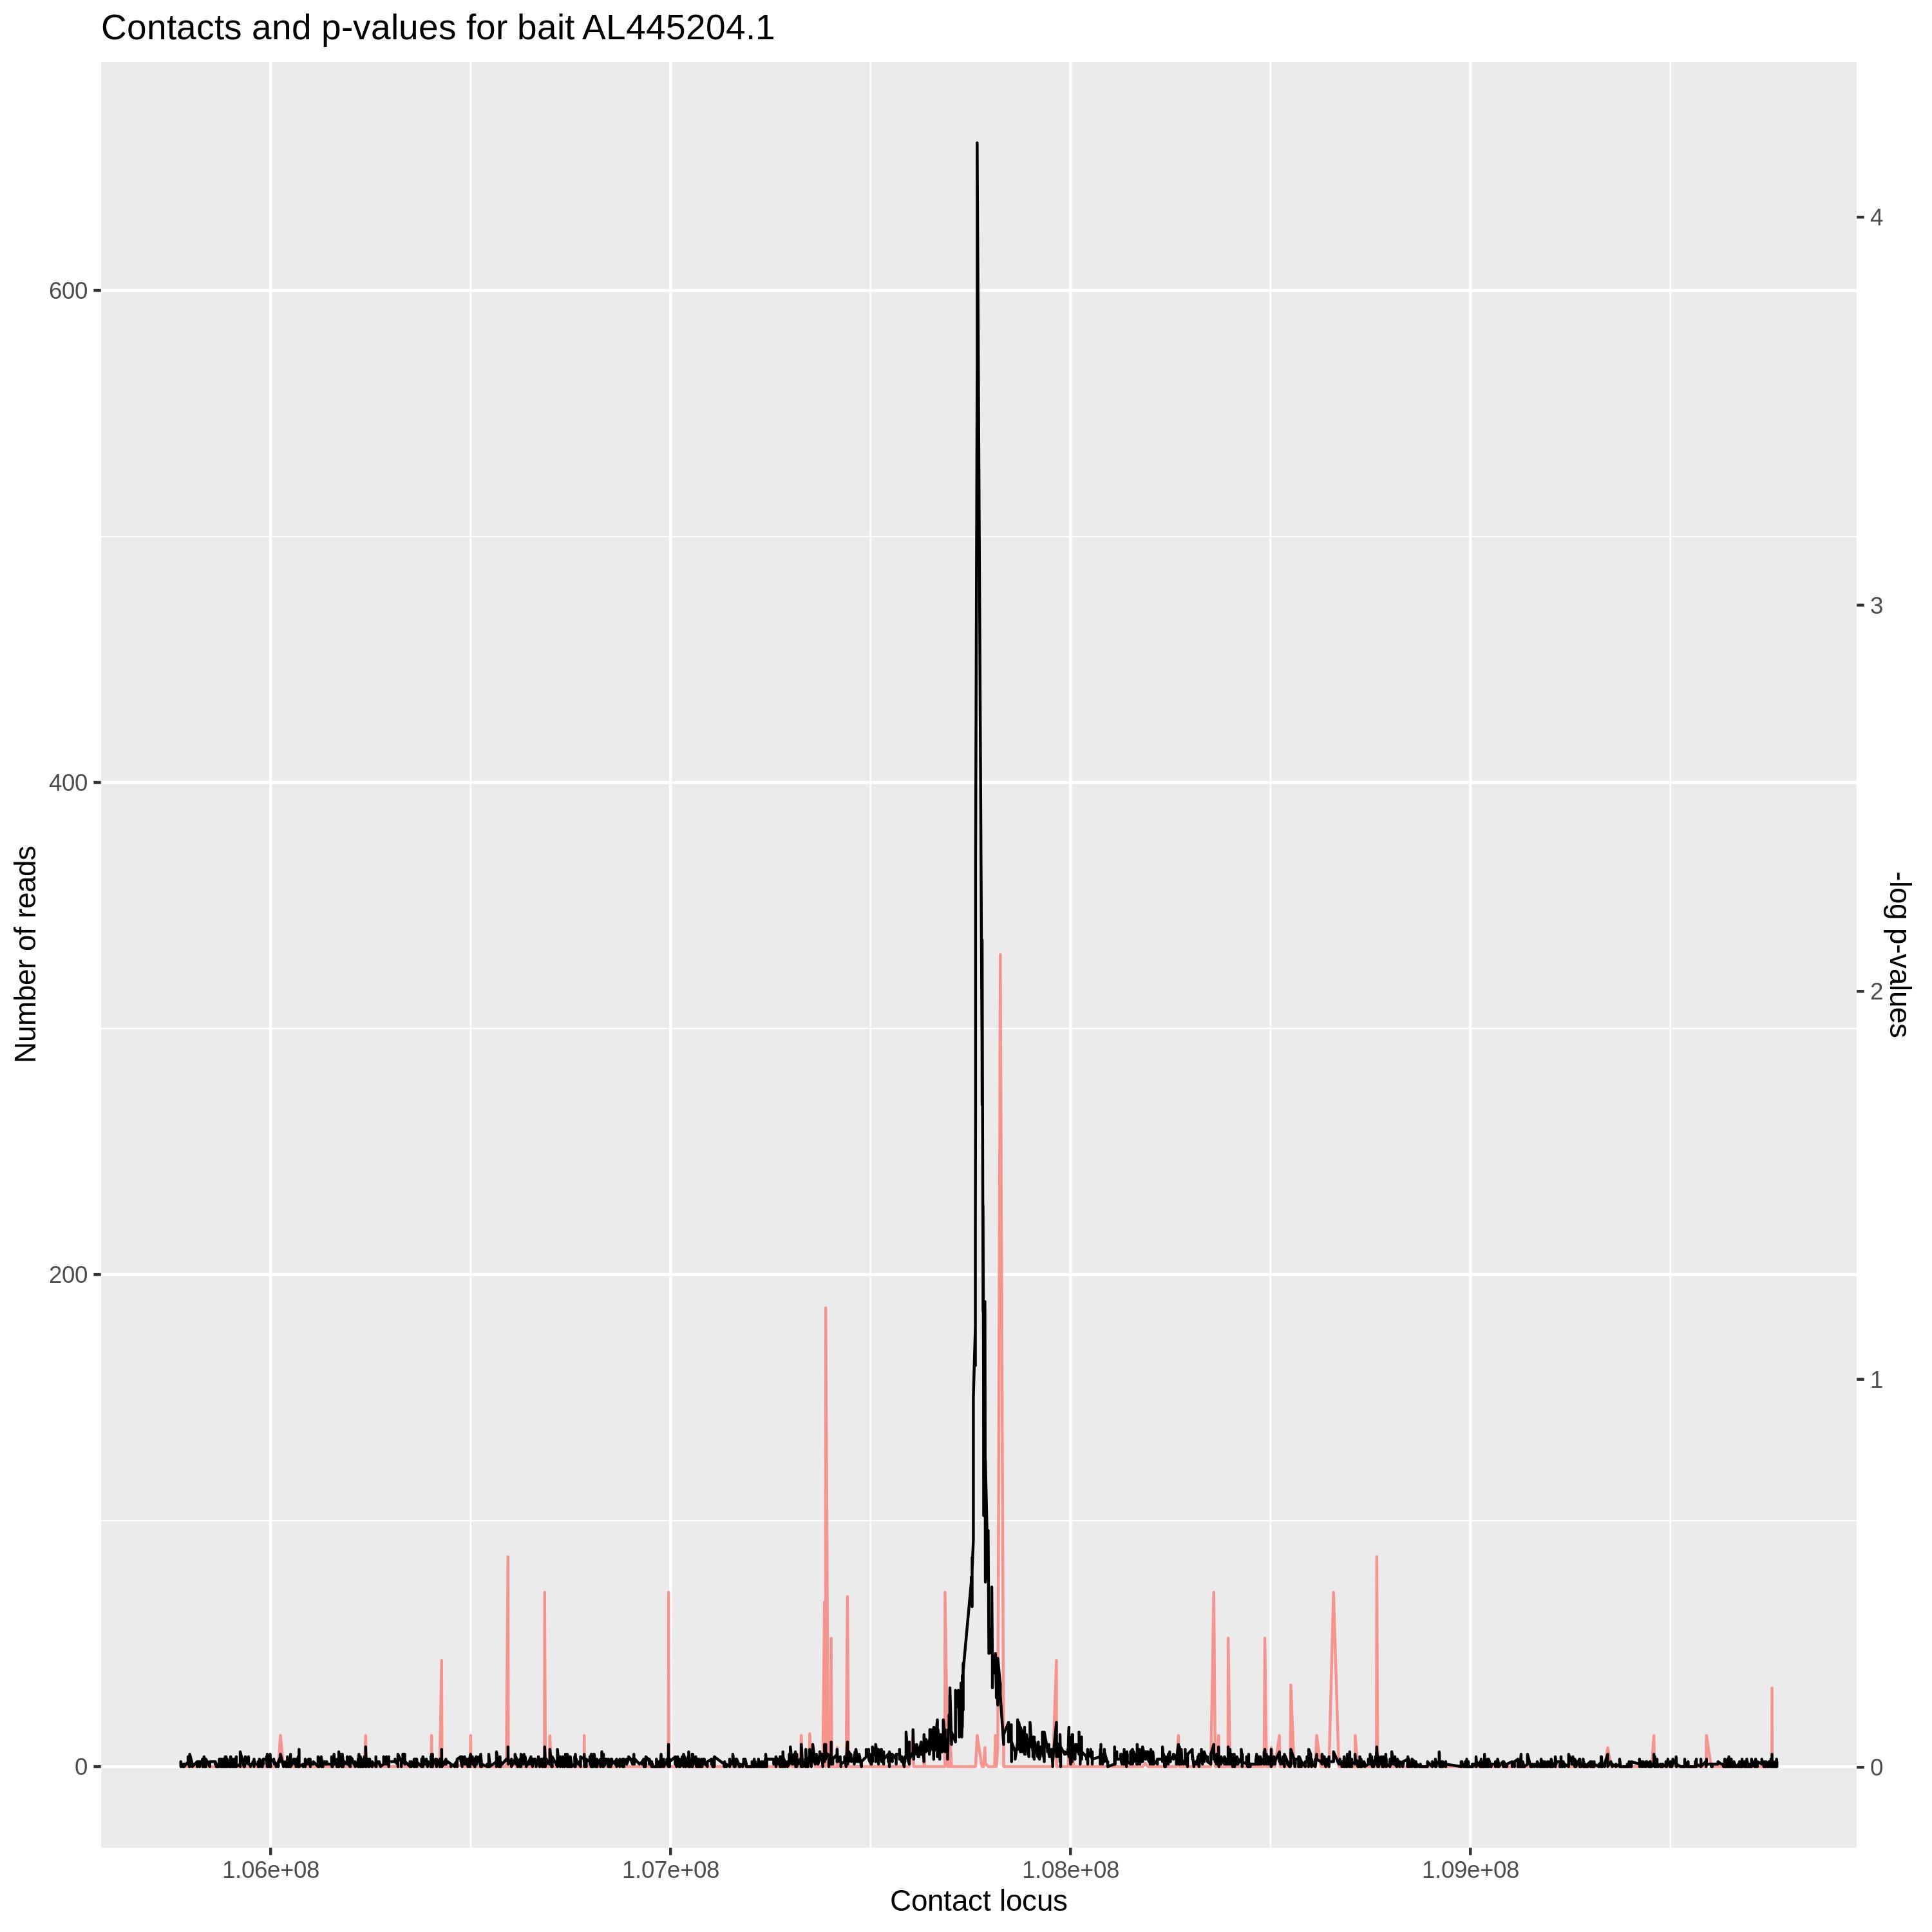 Contacts and p-values for bait AL445204.1
600
400
200
0
Number of reads
4
3
2
1
0
-log p-values
1.06e+08
1.07e+08
1.08e+08
1.09e+08
Contact locus